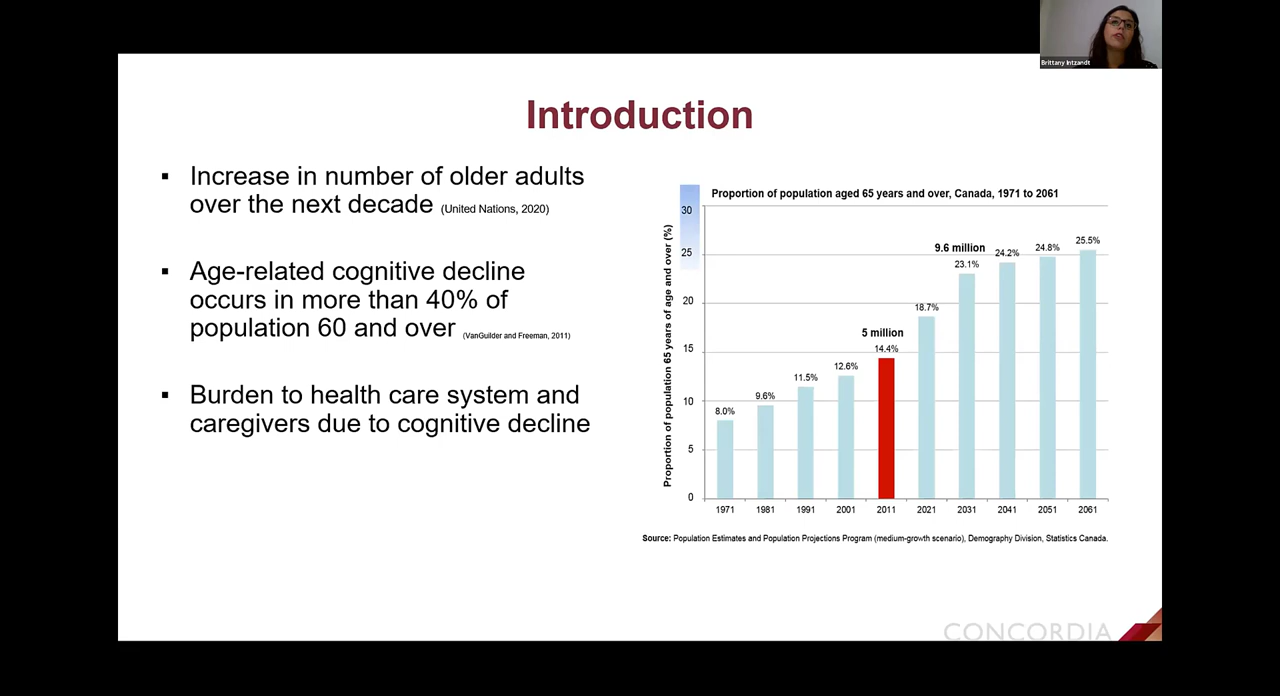 Brittany Intzandt
Introduction
▪ Increase in number of older adults
over the next decade (United Nations, 2020)
▪ Age-related cognitive decline
occurs in more than 40% of
population 60 and over (VanGuilder and Freeman, 2011)
▪ Burden to health care system and
caregivers due to cognitive decline
Proportion of population aged 65 years and over, Canada, 1971 to 2061
Proportion of population 65 years of age and over (%)
30
25
20
15
10
5
0
8.0%
9.6%
11.5%
12.6%
5 million
14.4%
18.7%
9.6 million
23.1%
24.2%
24.8%
25.5%
1971 1981 1991 2001 2011 2021 2031 2041 2051 2061
Source: Population Estimates and Population Projections Program (medium-growth scenario), Demography Division, Statistics Canada.
CONCORDIA